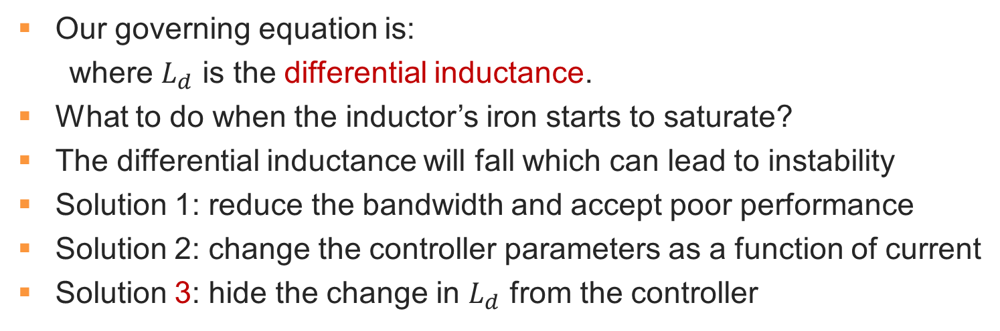 ▪ Our governing equation is:
where L_d is the differential inductance.
▪ What to do when the inductor’s iron starts to saturate?
▪ The differential inductance will fall which can lead to instability
▪ Solution 1: reduce the bandwidth and accept poor performance
▪ Solution 2: change the controller parameters as a function of current
▪ Solution 3: hide the change in L_d from the controller